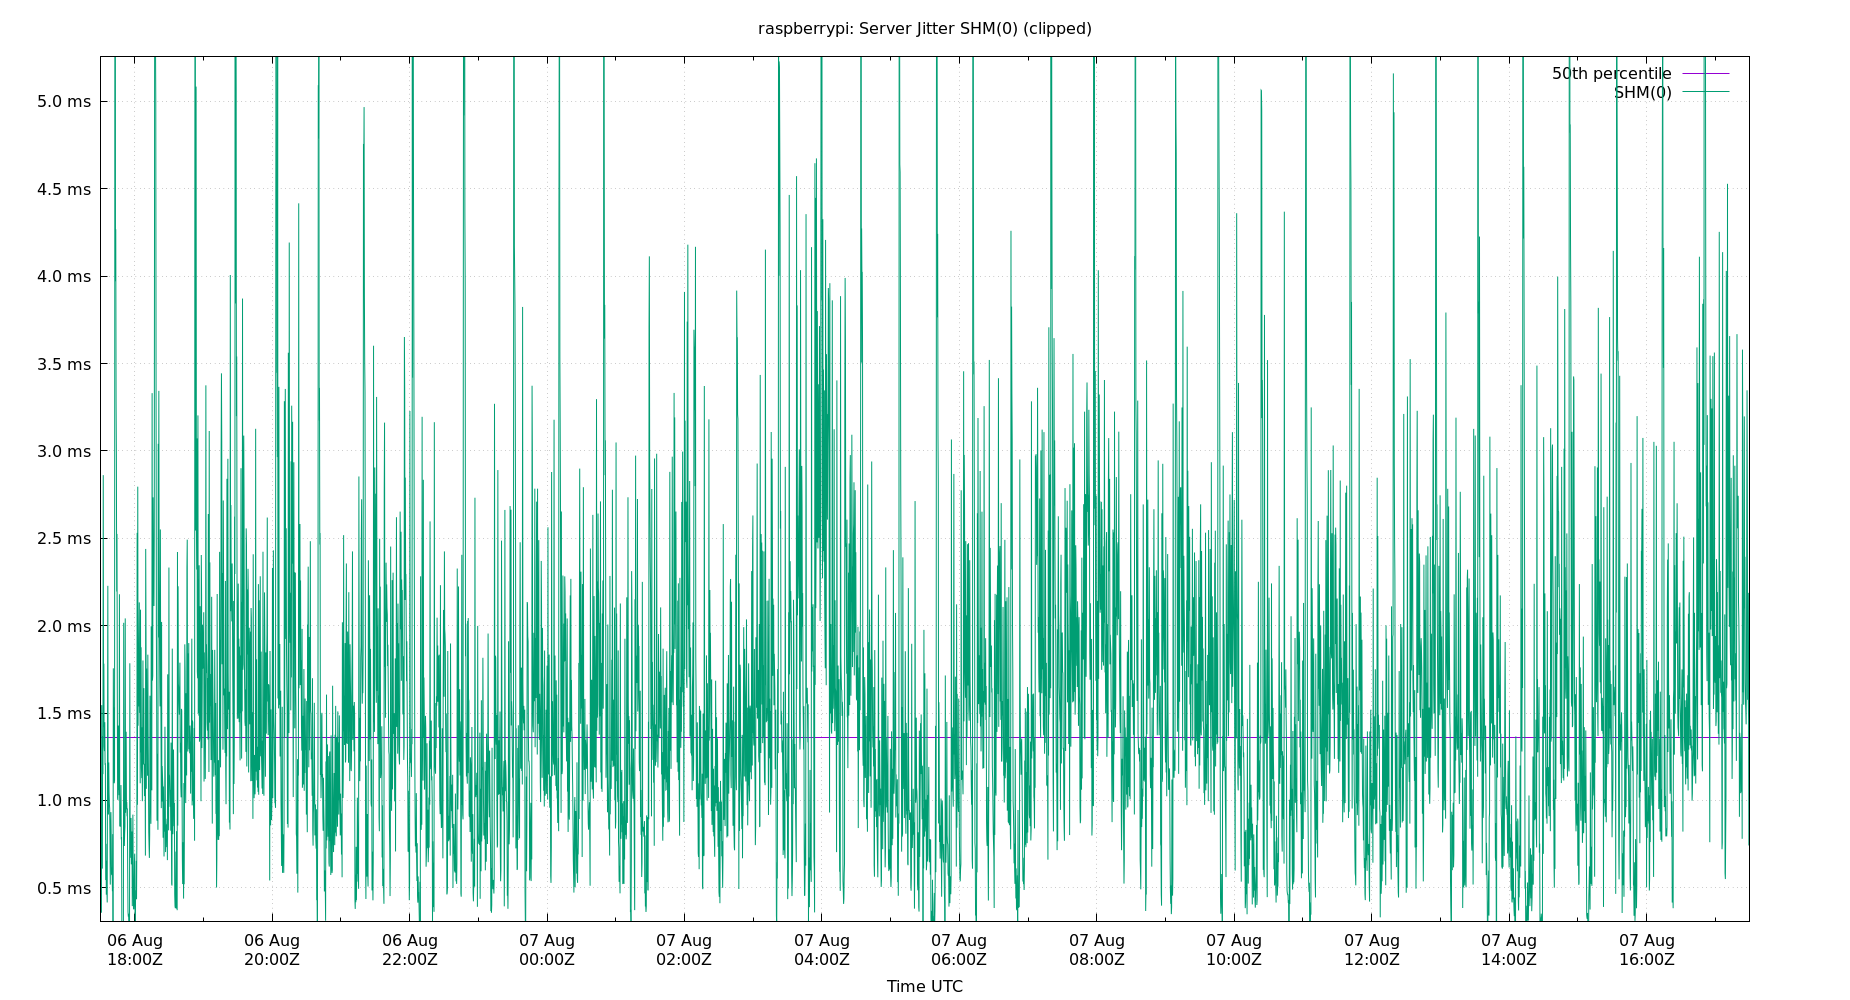 raspberrypi: Server Jitter SHM(0) (clipped)
50th percentile
SHM(0)
5.0 ms
4.5 ms
4.0 ms
3.5 ms
3.0 ms
2.5 ms
2.0 ms
1.5 ms
1.0 ms
0.5 ms
06 Aug 06 Aug 06 Aug 07 Aug 07 Aug 07 Aug 07 Aug 07 Aug 07 Aug 07 Aug 07 Aug 07 Aug
18:00Z 20:00Z 22:00Z 00:00Z 02:00Z 04:00Z 06:00Z 08:00Z 10:00Z 12:00Z 14:00Z 16:00Z
Time UTC